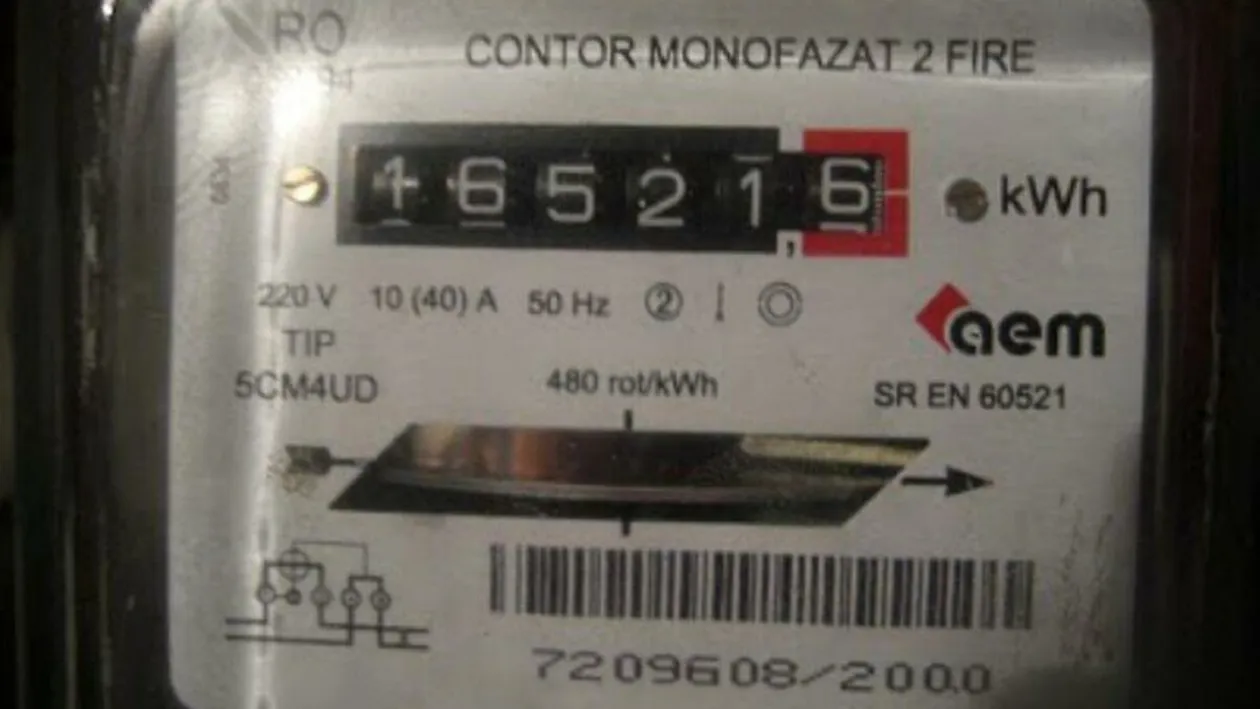 RO
CONTOR MONOFAZAT 2 FIRE
16521,6 kWh
220 V 10 (40) A 50 Hz 2
TIP
5CM4UD
480 rot/kWh
aem
SR EN 60521
7209608/2000